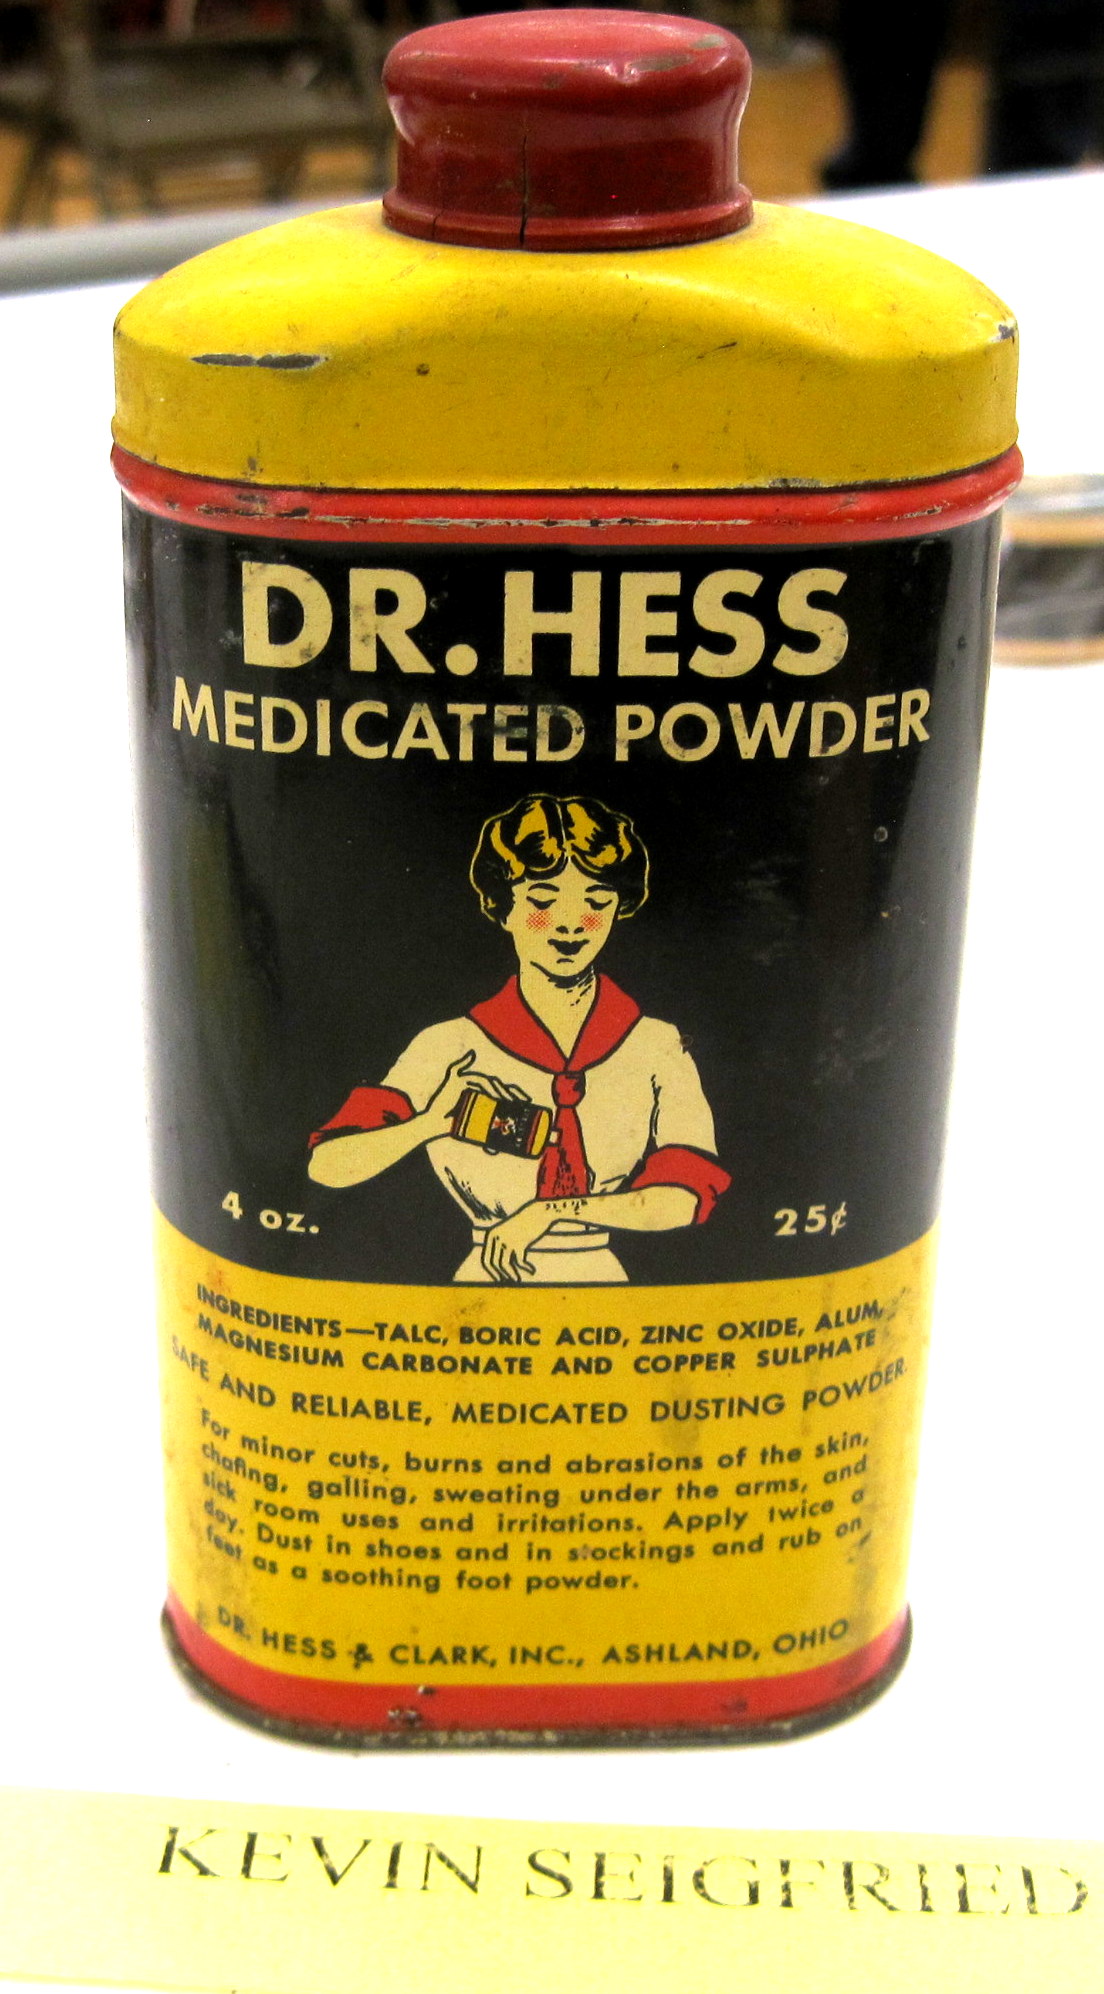 DR. HESS
MEDICATED POWDER
4 oz.
25¢
INGREDIENTS—TALC, BORIC ACID, ZINC OXIDE, ALUM,
MAGNESIUM CARBONATE AND COPPER SULPHATE
SAFE AND RELIABLE, MEDICATED DUSTING POWDER.
For minor cuts, burns and abrasions of the skin,
chafing, galling, sweating under the arms, and
sick room uses and irritations. Apply twice a
day. Dust in shoes and in stockings and rub on
feet as a soothing foot powder.
DR. HESS & CLARK, INC., ASHLAND, OHIO
KEVIN SEIGFRIED